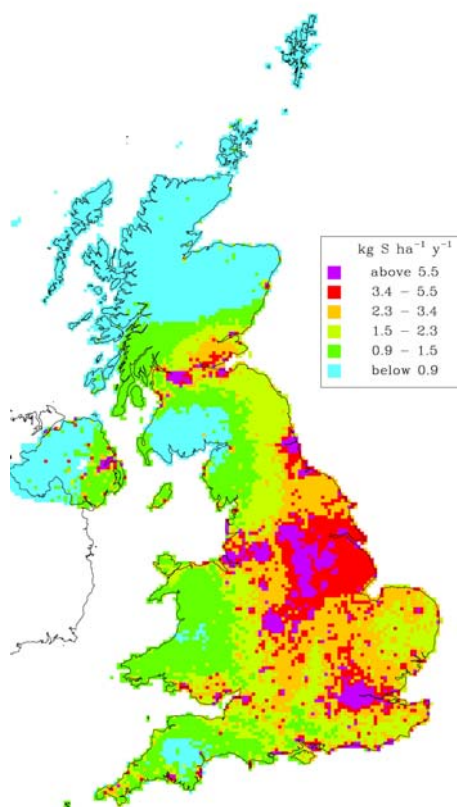 kg S ha⁻¹ y⁻¹
above 5.5
3.4 – 5.5
2.3 – 3.4
1.5 – 2.3
0.9 – 1.5
below 0.9